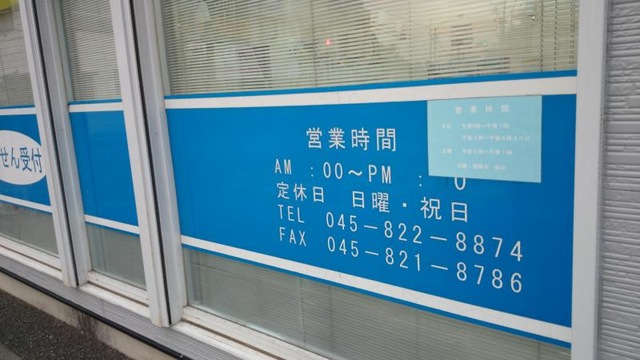 せん受付
営業時間
営業時間
AM :00〜PM : 0
定休日 日曜・祝日
TEL 045-822-8874
FAX 045-821-8786